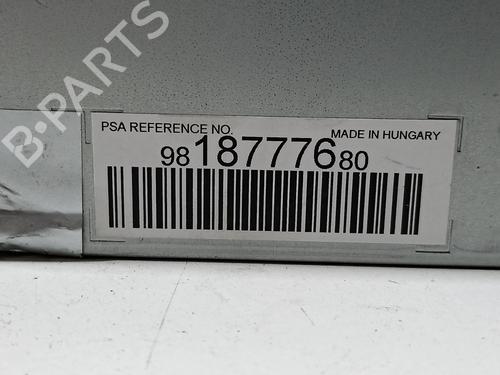 B-PARTS
PSA REFERENCE NO.
MADE IN HUNGARY
9818777680